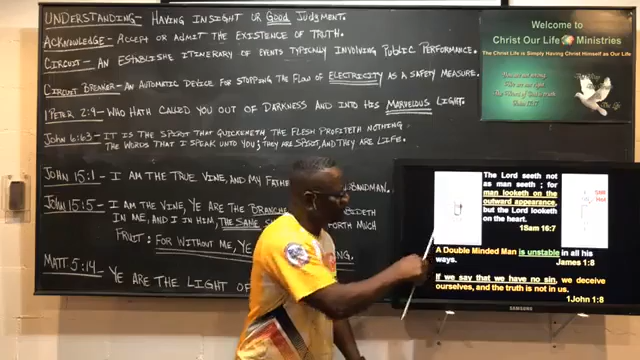 UNDERSTANDING- HAVING INSIGHT OR GOOD JUDGMENT.
ACKNOWLEDGE- ACCEPT OR ADMIT THE EXISTENCE OF TRUTH.
CIRCUIT- AN ESTABLISHE ITINERARY OF EVENTS TYPICALLY INVOLVING PUBLIC PERFORMANCE.
CIRCUIT BREAKER- AN AUTOMATIC DEVICE FOR STOPPING THE FLOW OF ELECTRICITY AS A SAFETY MEASURE.
1 PETER 2:9- WHO HATH CALLED YOU OUT OF DARKNESS AND INTO HIS MARVELOUS LIGHT.
JOHN 6:63- IT IS THE SPIRIT THAT QUICKENETH THE FLESH PROFITETH NOTHING
THE WORDS THAT I SPEAK UNTO YOU; THEY ARE SPIRIT, AND THEY ARE LIFE.
JOHN 15:1- I AM THE TRUE VINE, AND MY FATHE BANDMAN.
JOHN 15:5- I AM THE VINE, YE ARE THE BRANCHE IDETH
IN ME, AND I IN HIM, THE SAME ORTH MUCH
FRUIT: FOR WITHOUT ME, YE NG.
MATT 5:14- YE ARE THE LIGHT OF
Welcome to
Christ Our Life Ministries
The Christ Life is Simply Having Christ Himself as Our Life
The Lord seeth not
as man seeth ; for
man looketh on the
outward appearance,
but the Lord looketh
on the heart.
1Sam 16:7
A Double Minded Man is unstable in all his
ways.
James 1:8
If we say that we have no sin, we deceive
ourselves, and the truth is not in us.
1John 1:8
SAMSUNG